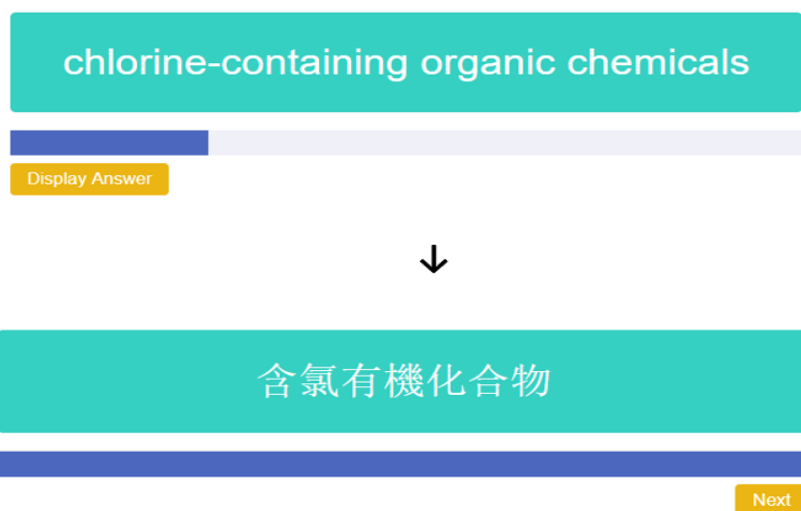 chlorine-containing organic chemicals
Display Answer
↓
含氯有機化合物
Next